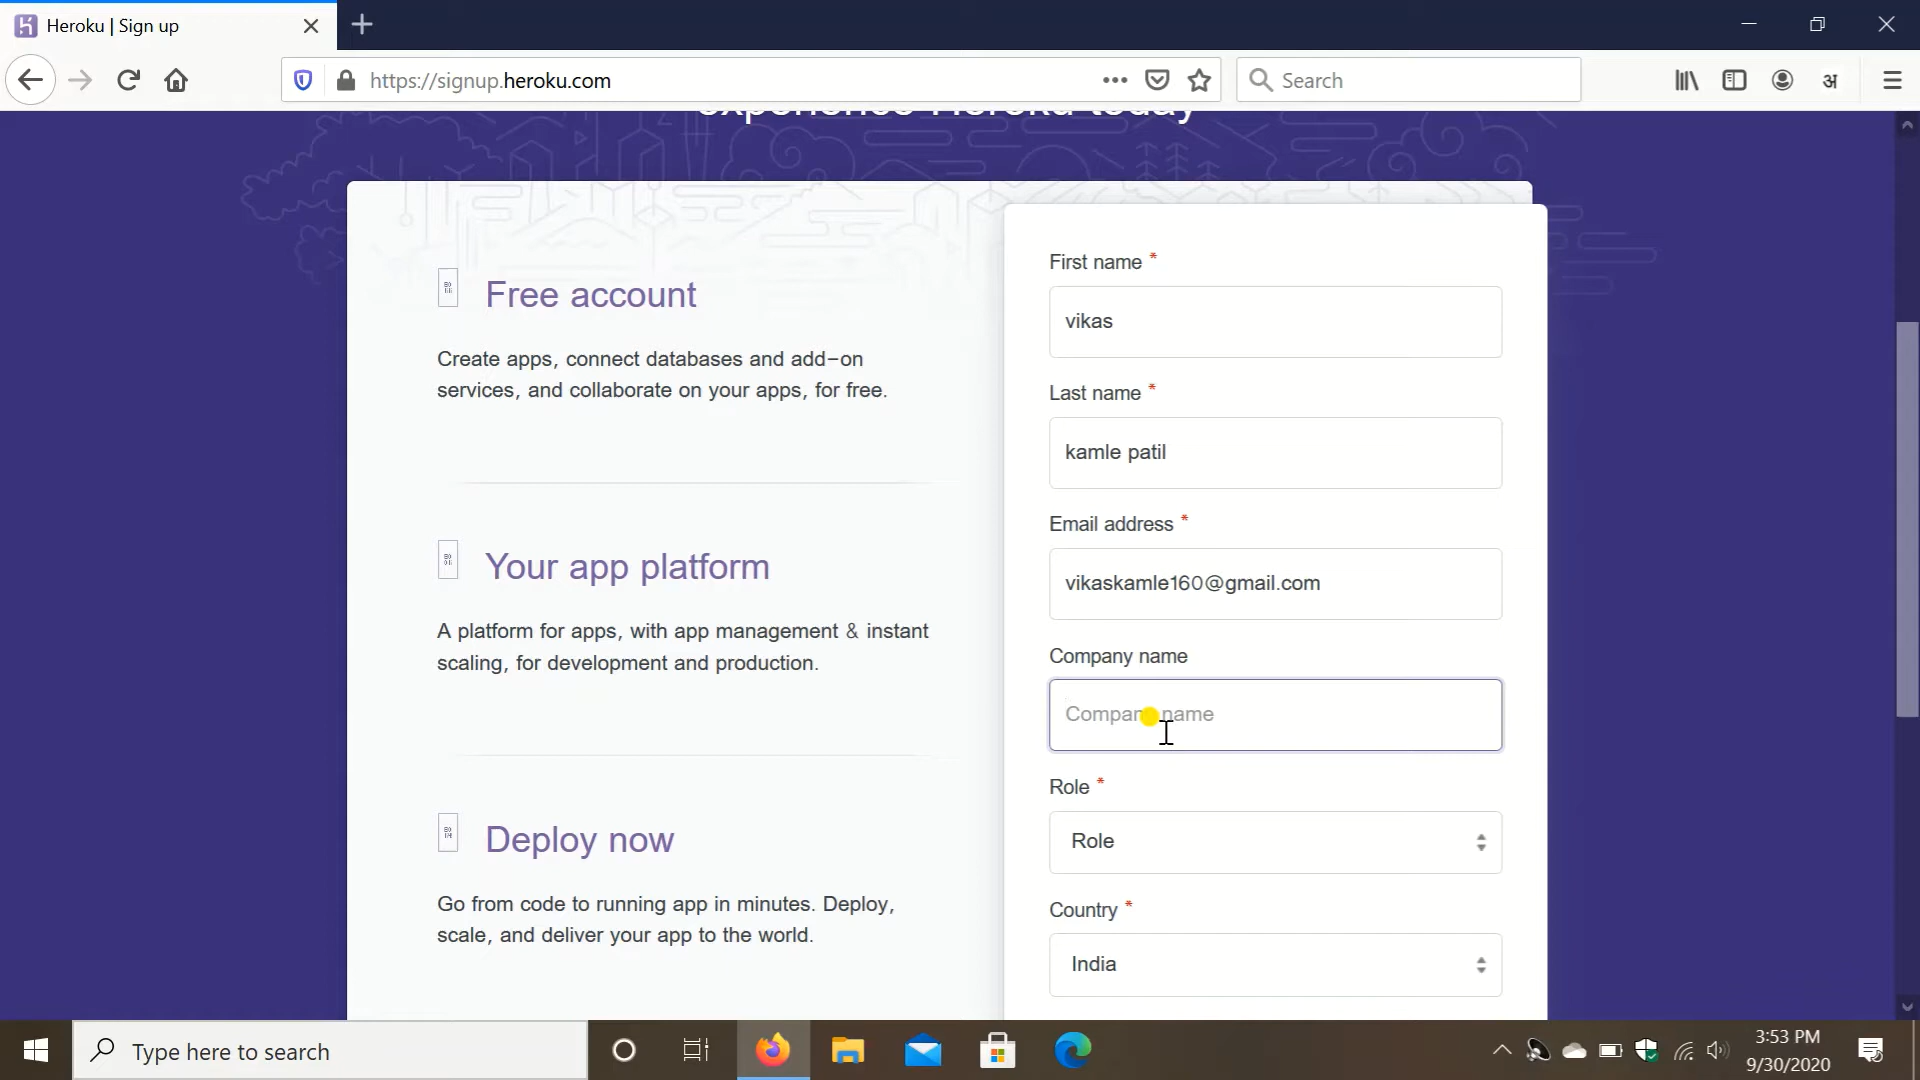 Heroku | Sign up
https://signup.heroku.com
Search
अ
experience Heroku today
Free account
Create apps, connect databases and add-on
services, and collaborate on your apps, for free.
Your app platform
A platform for apps, with app management & instant
scaling, for development and production.
Deploy now
Go from code to running app in minutes. Deploy,
scale, and deliver your app to the world.
First name *
vikas
Last name *
kamle patil
Email address *
vikaskamle160@gmail.com
Company name
Company name
Role *
Role
Country *
India
Type here to search
3:53 PM
9/30/2020